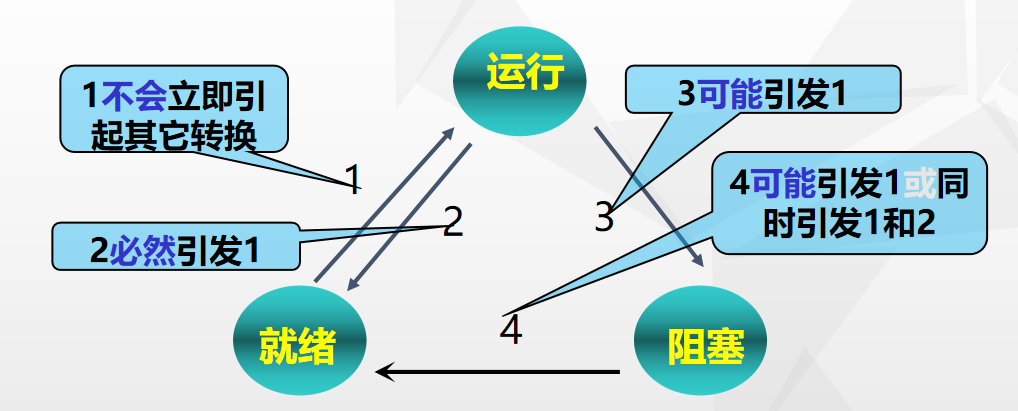 运行
1不会立即引
起其它转换
3可能引发1
1
4可能引发1或同
时引发1和2
2
3
2必然引发1
4
就绪
阻塞